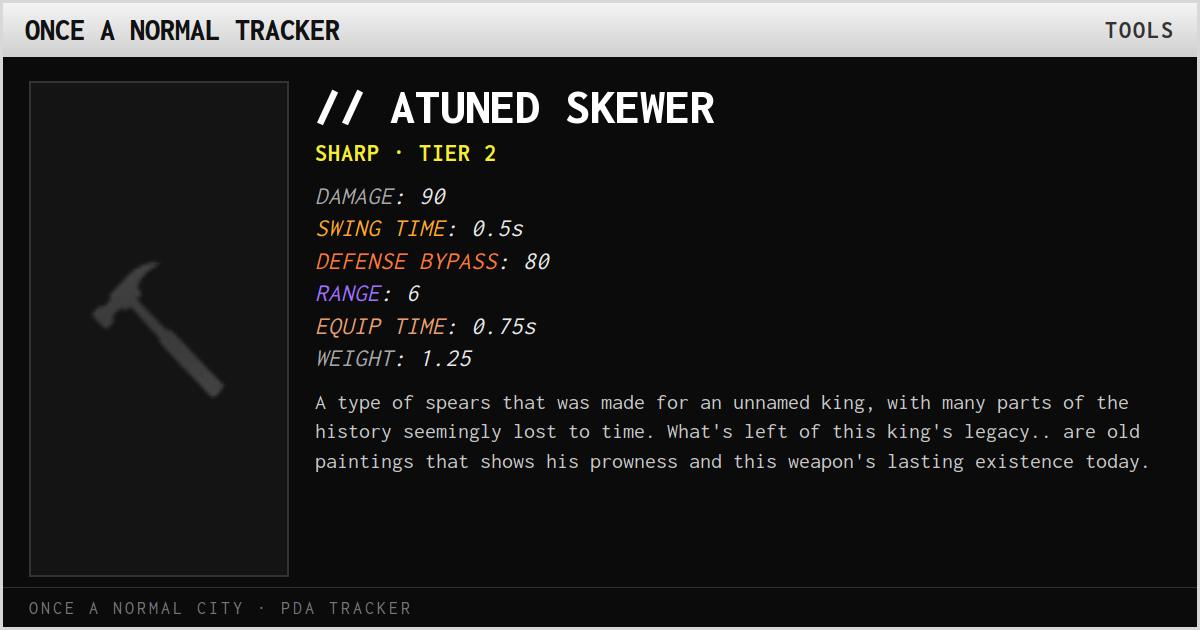 ONCE A NORMAL TRACKER
TOOLS
// ATUNED SKEWER
SHARP · TIER 2
DAMAGE: 90
SWING TIME: 0.5s
DEFENSE BYPASS: 80
RANGE: 6
EQUIP TIME: 0.75s
WEIGHT: 1.25
A type of spears that was made for an unnamed king, with many parts of the
history seemingly lost to time. What's left of this king's legacy.. are old
paintings that shows his prowness and this weapon's lasting existence today.
ONCE A NORMAL CITY · PDA TRACKER